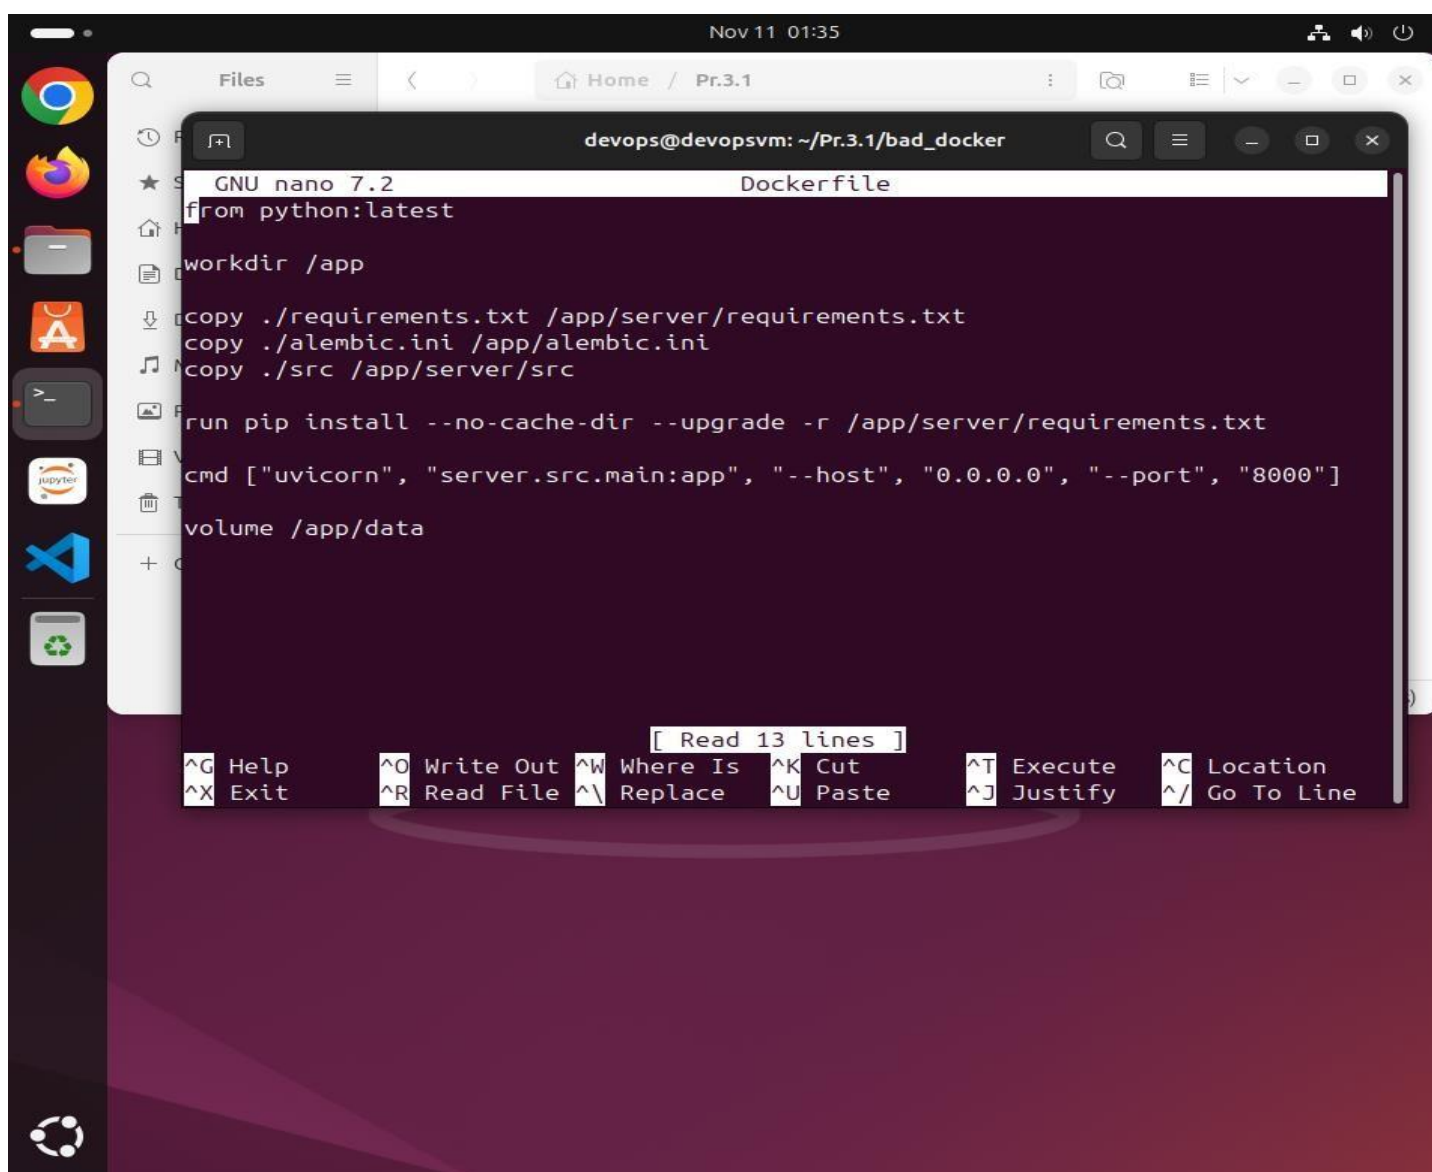 Nov 11 01:35
Files
Home / Pr.3.1
devops@devopsvm: ~/Pr.3.1/bad_docker
GNU nano 7.2 Dockerfile
from python:latest
workdir /app
copy ./requirements.txt /app/server/requirements.txt
copy ./alembic.ini /app/alembic.ini
copy ./src /app/server/src
run pip install --no-cache-dir --upgrade -r /app/server/requirements.txt
cmd ["uvicorn", "server.src.main:app", "--host", "0.0.0.0", "--port", "8000"]
volume /app/data
[ Read 13 lines ]
^G Help ^O Write Out ^W Where Is ^K Cut ^T Execute ^C Location
^X Exit ^R Read File ^\ Replace ^U Paste ^J Justify ^/ Go To Line
jupyter